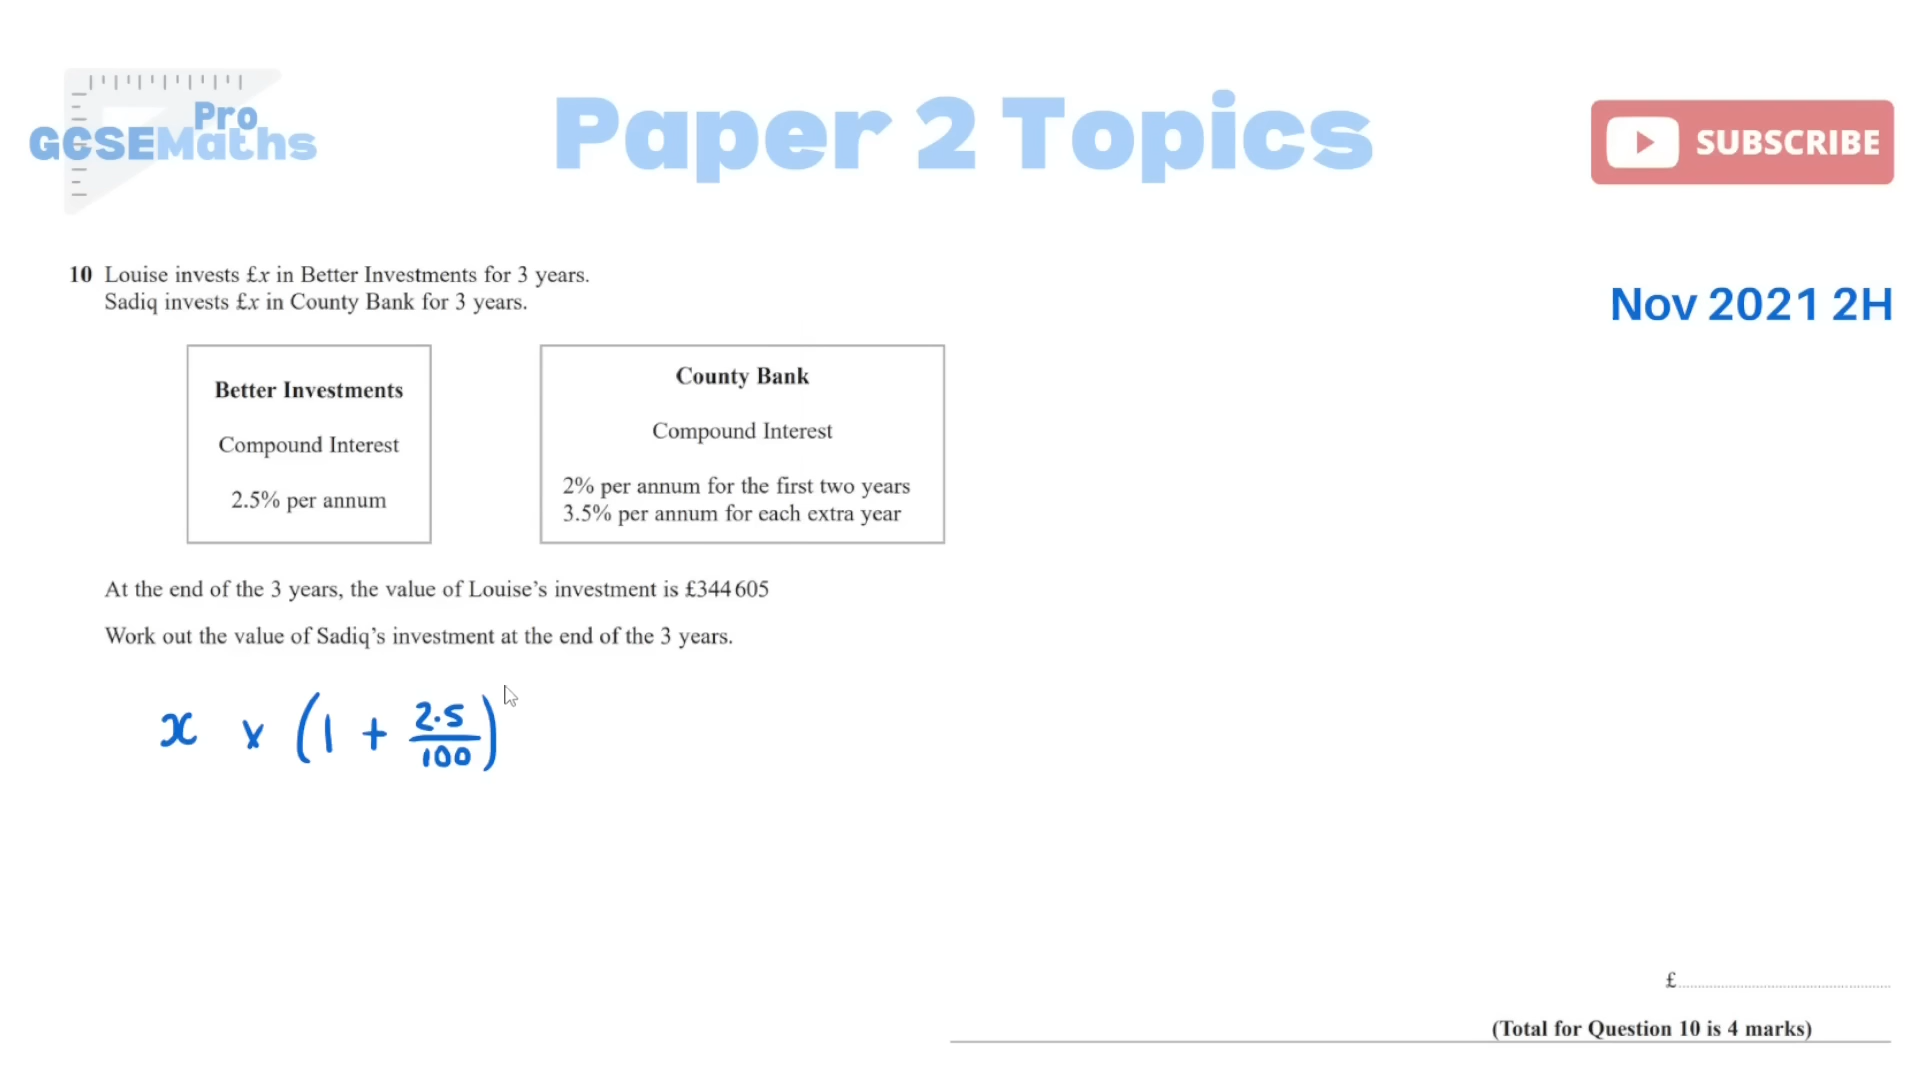 Pro
GCSEMaths
Paper 2 Topics
SUBSCRIBE
10 Louise invests £x in Better Investments for 3 years.
Sadiq invests £x in County Bank for 3 years.
Nov 2021 2H
Better Investments
Compound Interest
2.5% per annum
County Bank
Compound Interest
2% per annum for the first two years
3.5% per annum for each extra year
At the end of the 3 years, the value of Louise’s investment is £344 605
Work out the value of Sadiq’s investment at the end of the 3 years.
x × (1 + 2.5/100)
£
(Total for Question 10 is 4 marks)